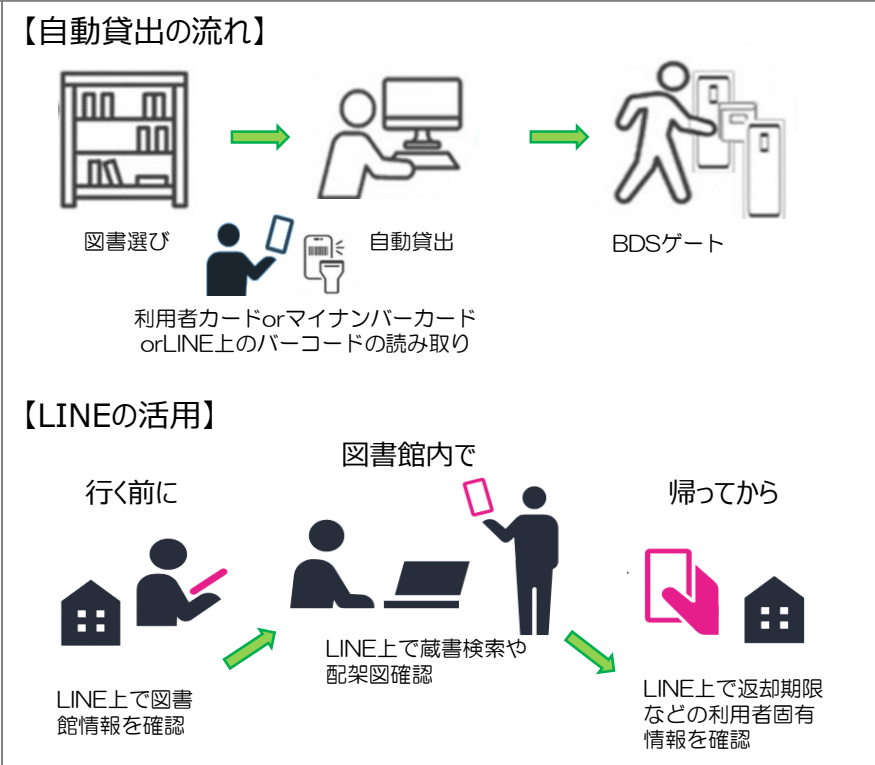 【自動貸出の流れ】
図書選び
自動貸出
BDSゲート
利用者カードorマイナンバーカード
orLINE上のバーコードの読み取り
【LINEの活用】
行く前に
図書館内で
帰ってから
LINE上で図書
館情報を確認
LINE上で蔵書検索や
配架図確認
LINE上で返却期限
などの利用者固有
情報を確認